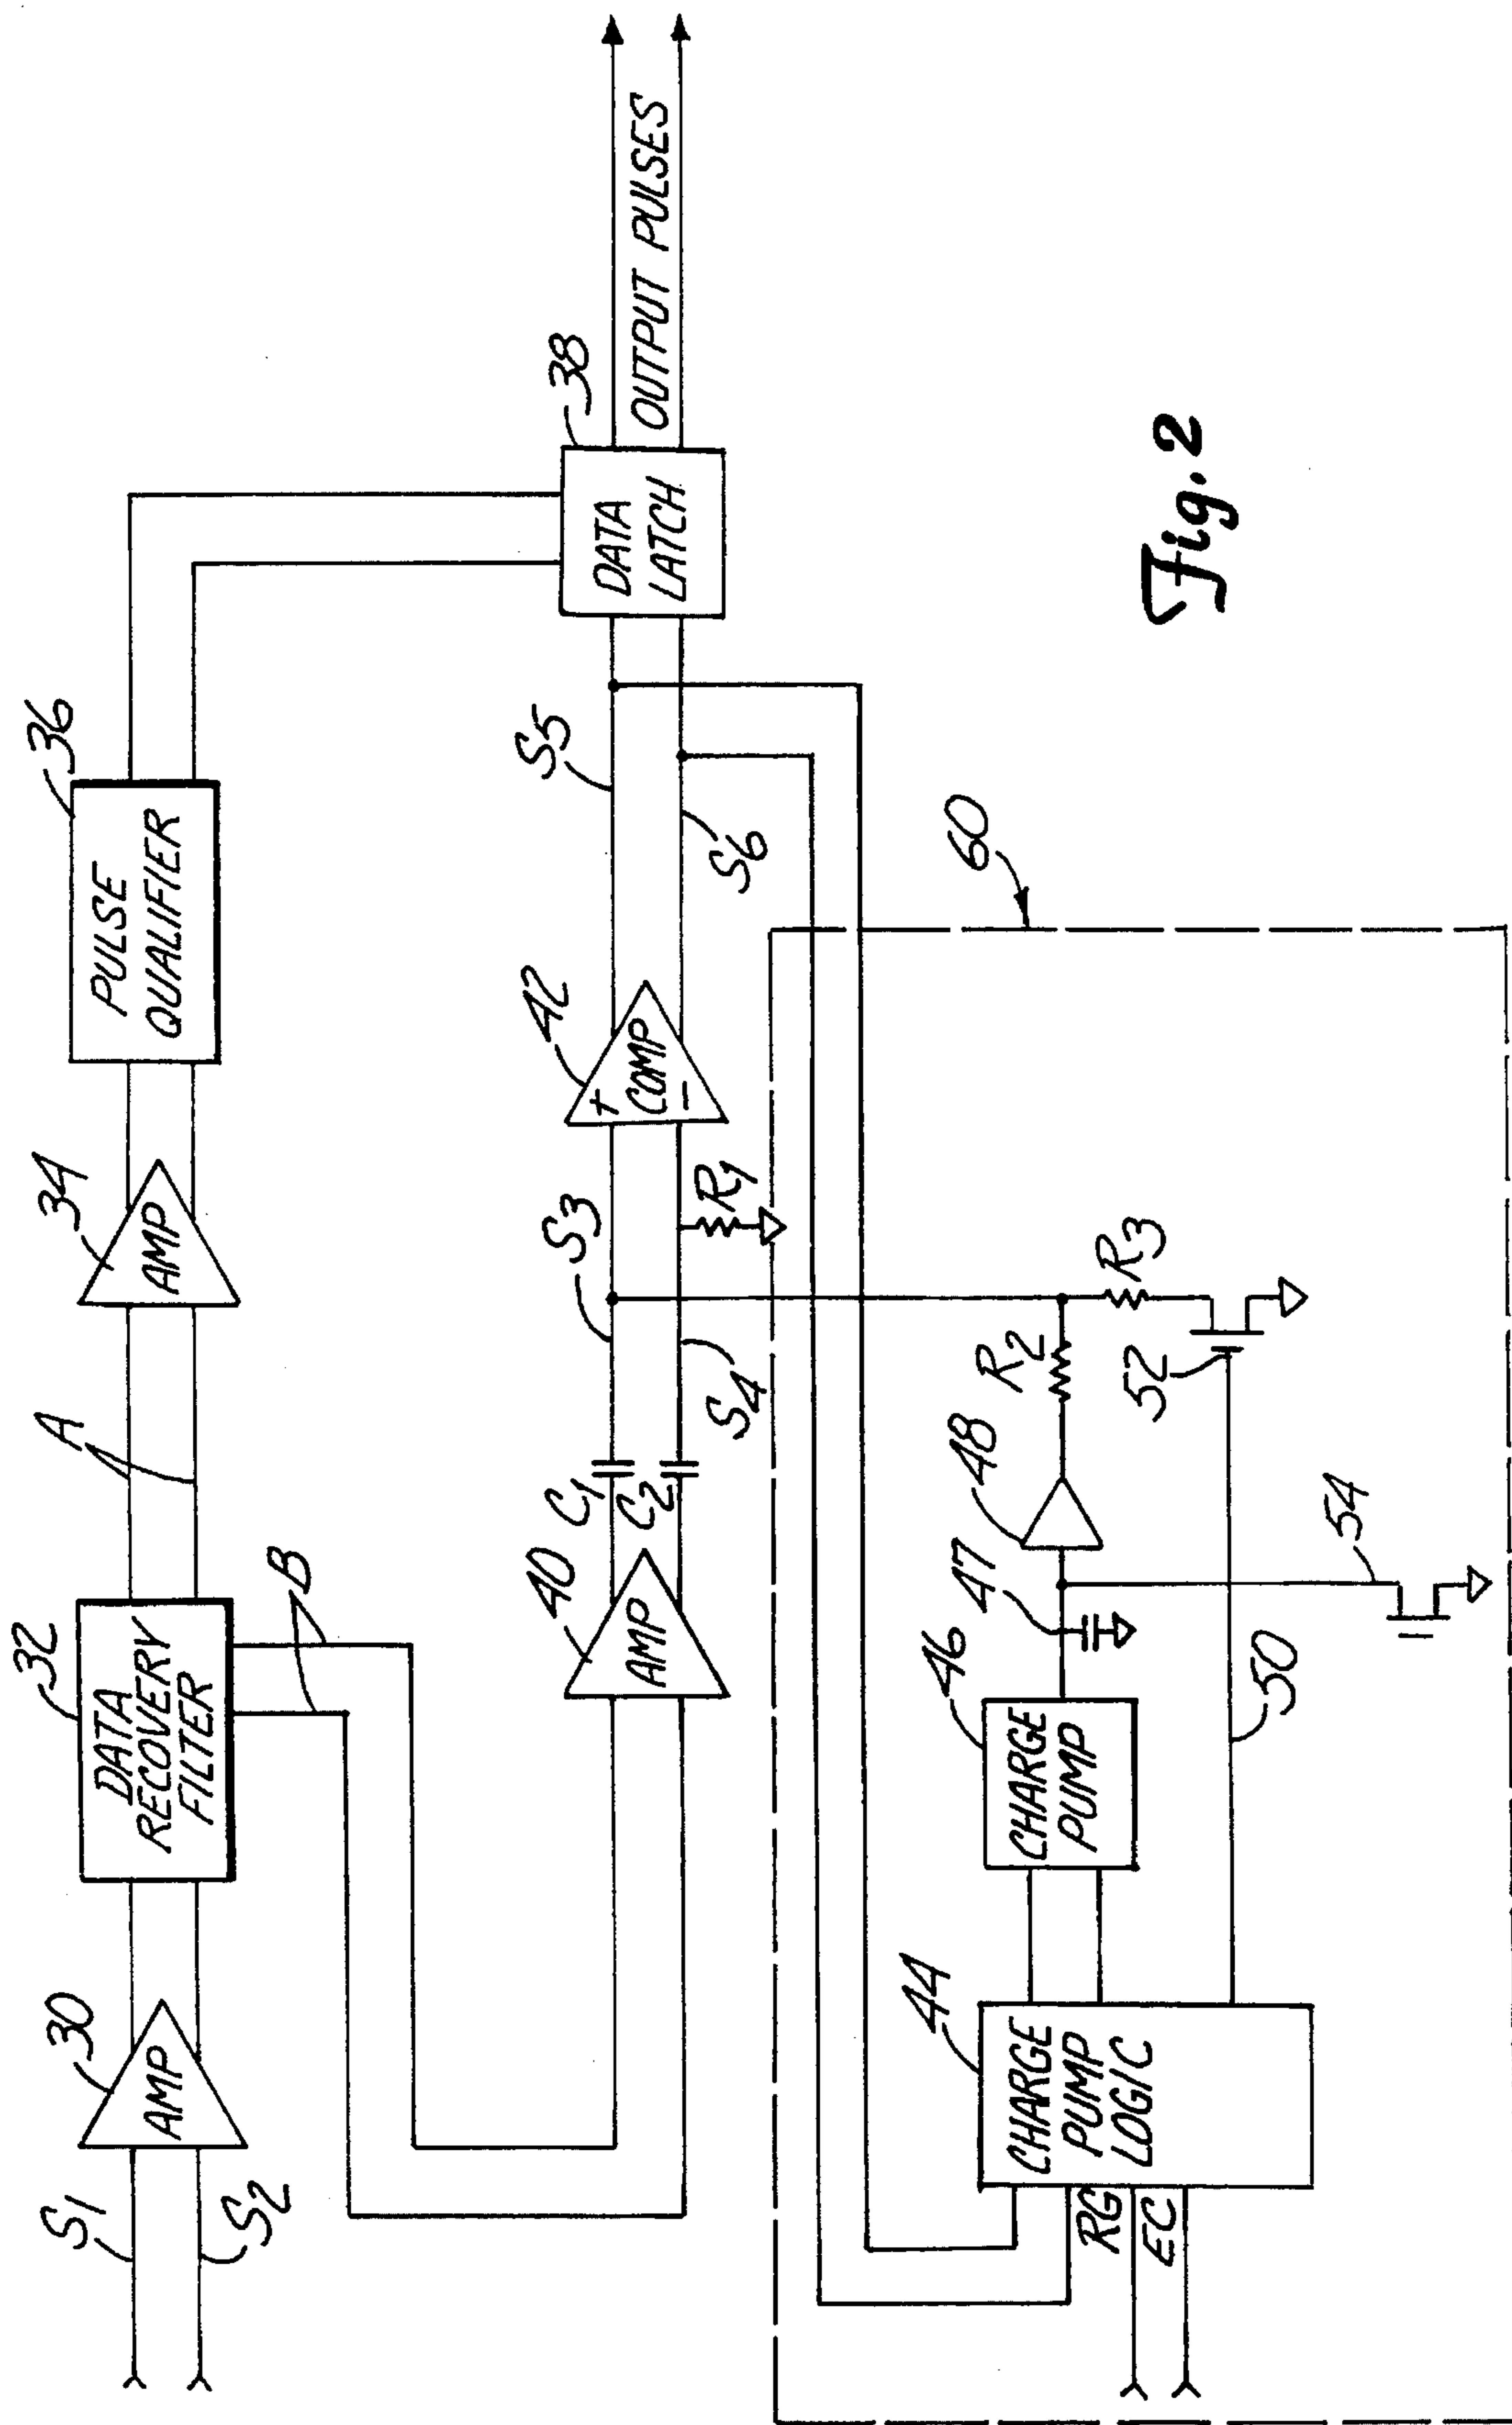 S1
S2
30
AMP
32
DATA
RECOVERY
FILTER
A
B
34
AMP
36
PULSE
QUALIFIER
40
AMP
C1
C2
S3
S4
R1
42
+
COMP
−
S5
S6
38
DATA
LATCH
OUTPUT PULSES
60
RG
EC
44
CHARGE
PUMP
LOGIC
46
CHARGE
PUMP
47
48
R2
R3
50
52
54
Fig. 2